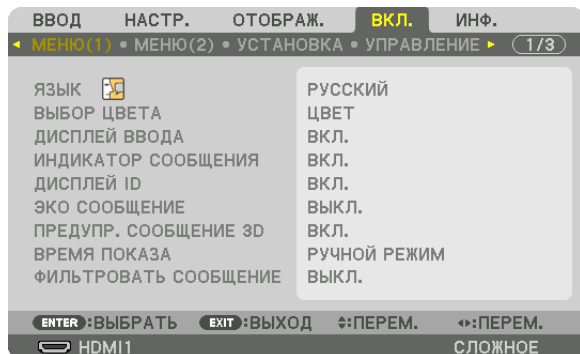 ВВОД НАСТР. ОТОБРАЖ. ВКЛ. ИНФ.
МЕНЮ(1) • МЕНЮ(2) • УСТАНОВКА • УПРАВЛЕНИЕ 1/3
ЯЗЫК РУССКИЙ
ВЫБОР ЦВЕТА ЦВЕТ
ДИСПЛЕЙ ВВОДА ВКЛ.
ИНДИКАТОР СООБЩЕНИЯ ВКЛ.
ДИСПЛЕЙ ID ВКЛ.
ЭКО СООБЩЕНИЕ ВЫКЛ.
ПРЕДУПР. СООБЩЕНИЕ 3D ВКЛ.
ВРЕМЯ ПОКАЗА РУЧНОЙ РЕЖИМ
ФИЛЬТРОВАТЬ СООБЩЕНИЕ ВЫКЛ.
ENTER :ВЫБРАТЬ EXIT :ВЫХОД :ПЕРЕМ. :ПЕРЕМ.
HDMI1 СЛОЖНОЕ